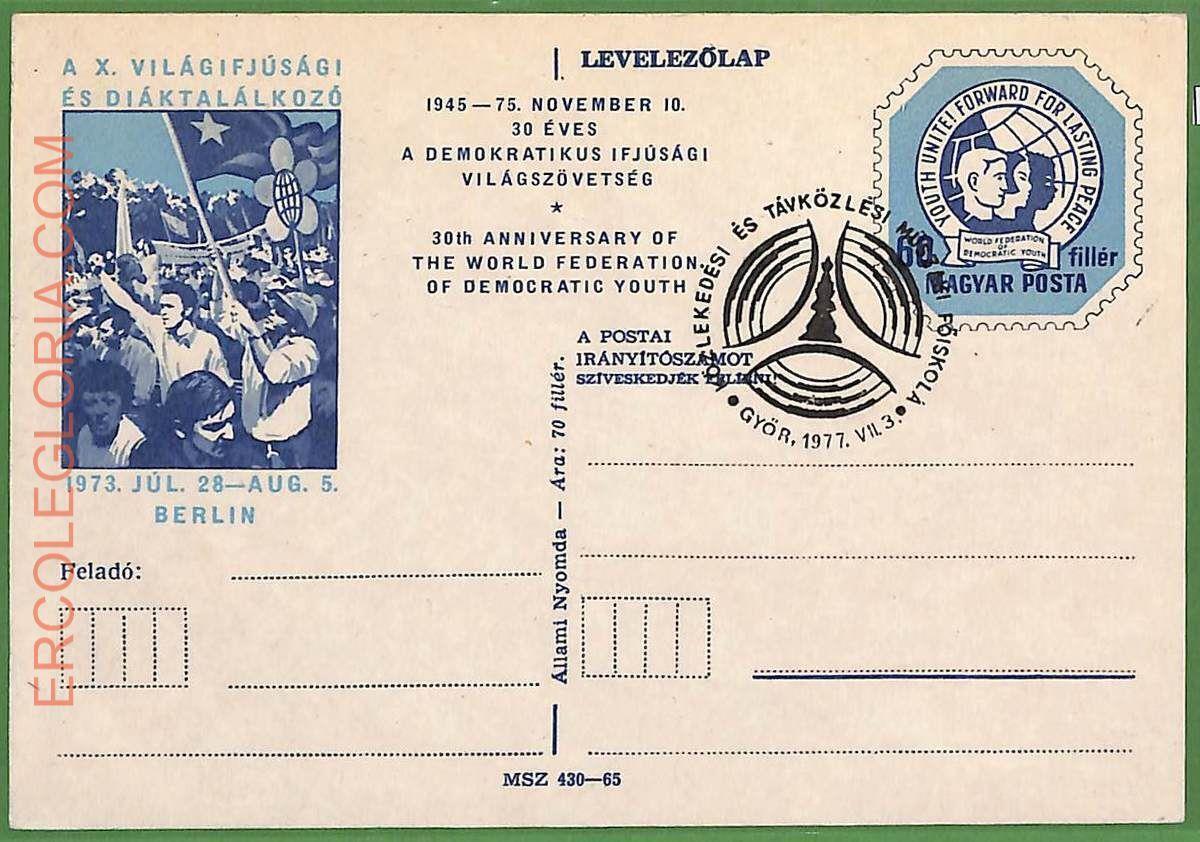 A X. VILÁGIFJÚSÁGI
ÉS DIÁKTALÁLKOZÓ
1973. JÚL. 28—AUG. 5.
BERLIN
ERCOLEGLORIA COM
LEVELEZŐLAP
1945—75. NOVEMBER 10.
30 ÉVES
A DEMOKRATIKUS IFJÚSÁGI
VILÁGSZÖVETSÉG
*
30th ANNIVERSARY OF
THE WORLD FEDERATION
OF DEMOCRATIC YOUTH
YOUTH UNITE! FORWARD FOR LASTING PEACE
WORLD FEDERATION
OF
DEMOCRATIC YOUTH
60 fillér
MAGYAR POSTA
KÖZLEKEDÉSI ÉS TÁVKÖZLÉSI FŐISKOLA
GYŐR, 1977. VII. 3.
A POSTAI
IRÁNYÍTÓSZÁMOT
SZÍVESKEDJÉK
Feladó:
Állami Nyomda — Ára: 70 fillér.
MSZ 430—65